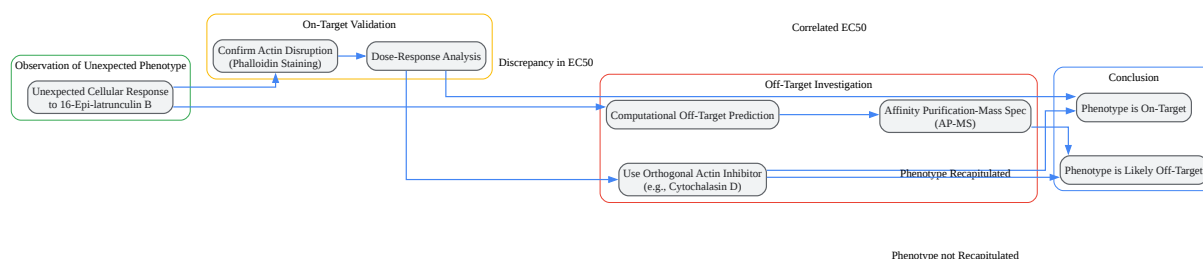 Observation of Unexpected Phenotype
Unexpected Cellular Response
to 16-Epi-latrunculin B
On-Target Validation
Confirm Actin Disruption
(Phalloidin Staining)
Dose-Response Analysis
Discrepancy in EC50
Correlated EC50
Off-Target Investigation
Computational Off-Target Prediction
Affinity Purification-Mass Spec
(AP-MS)
Use Orthogonal Actin Inhibitor
(e.g., Cytochalasin D)
Phenotype Recapitulated
Phenotype not Recapitulated
Conclusion
Phenotype is On-Target
Phenotype is Likely Off-Target